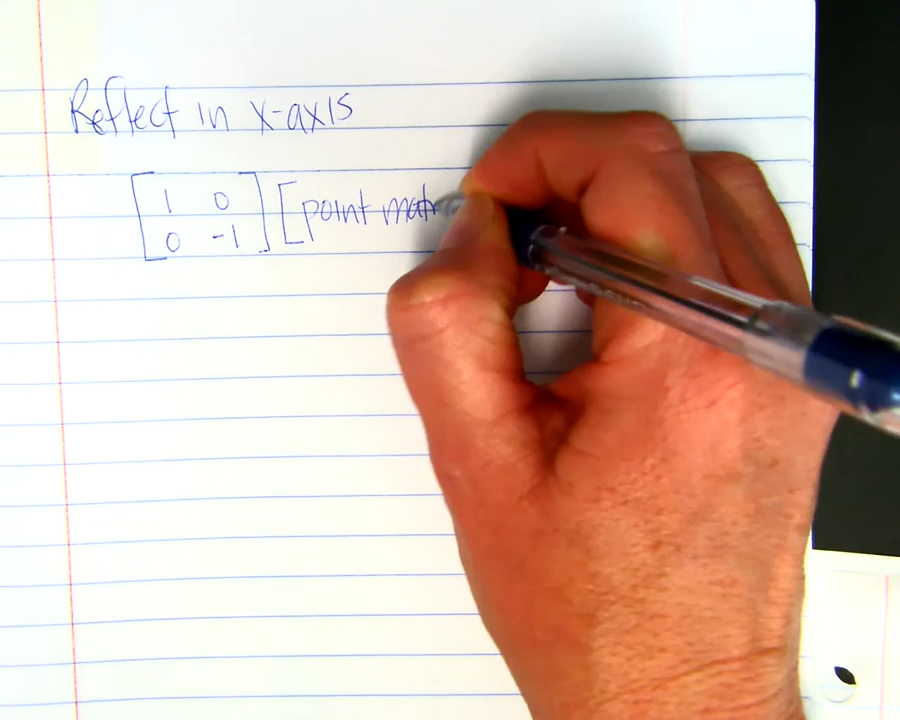 Reflect in x-axis
[ 1 0 ] [ point
[ 0 -1 ]